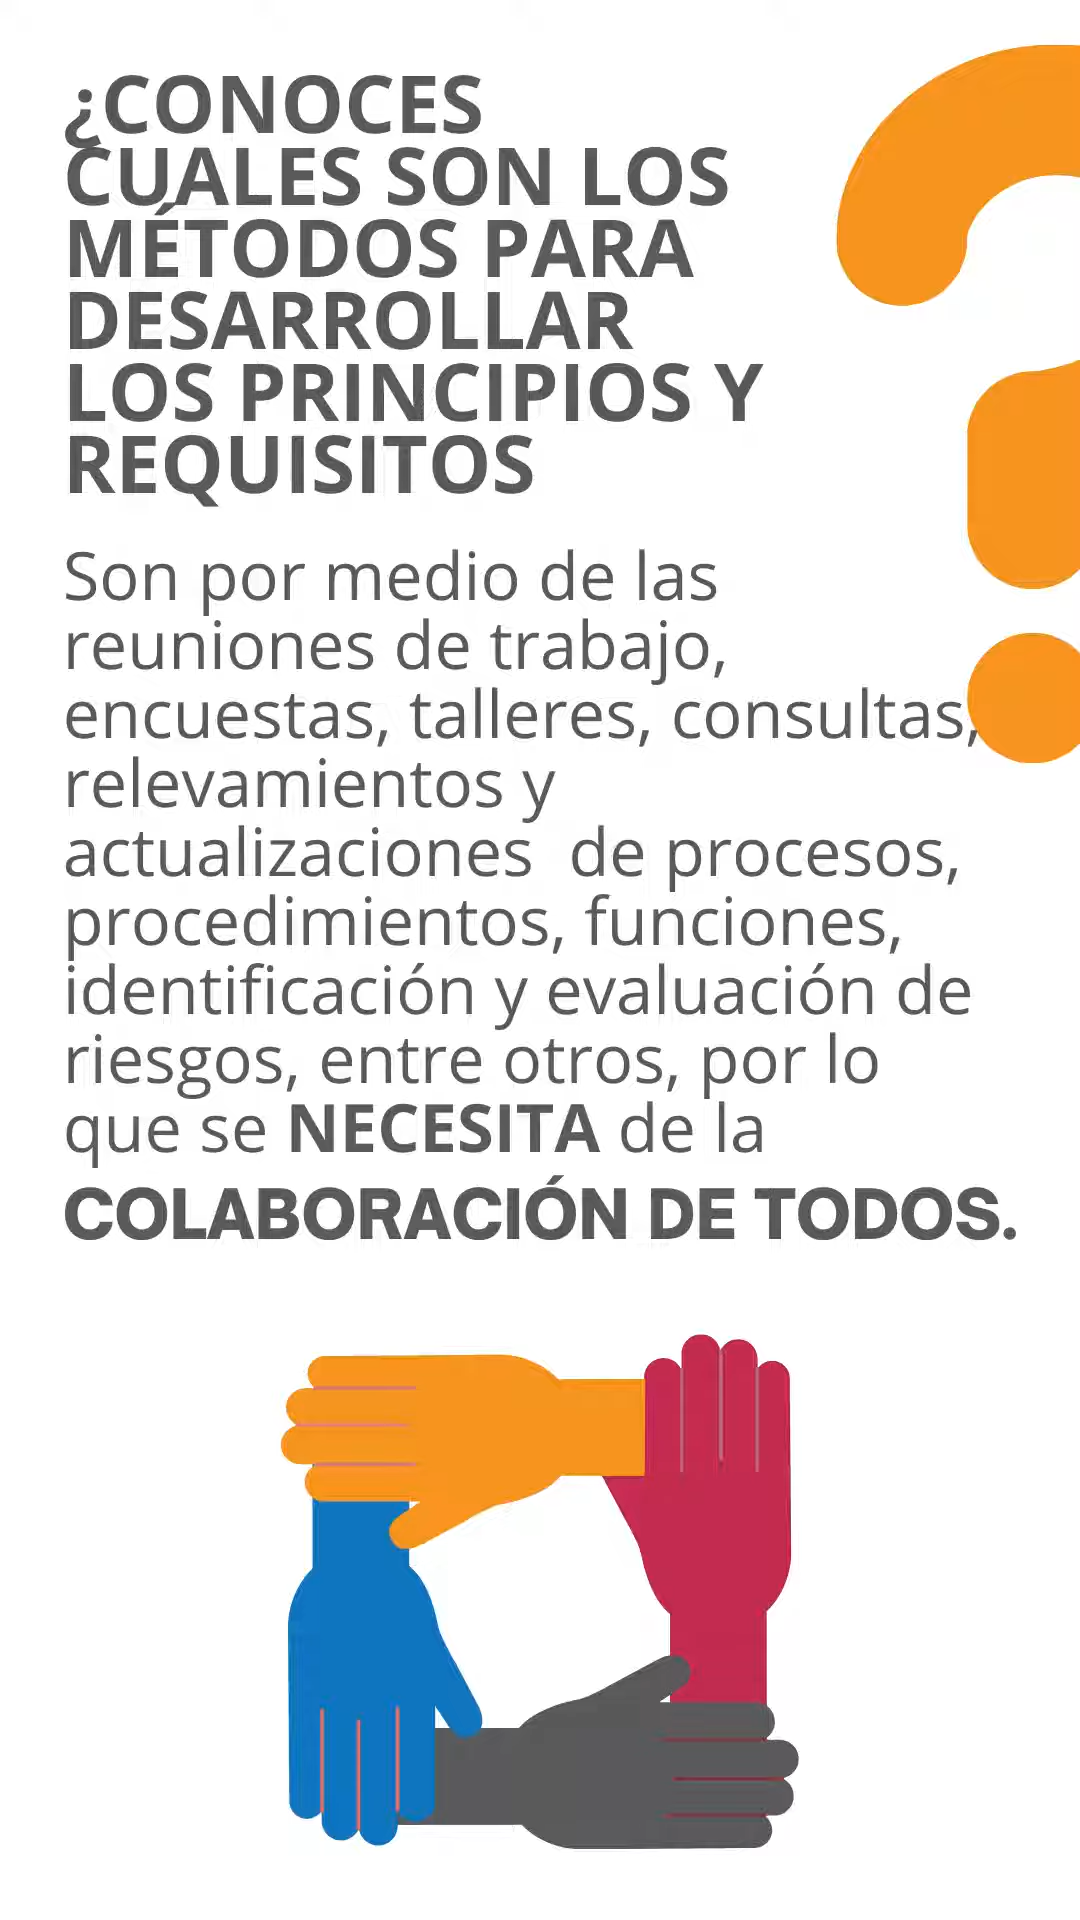 ¿CONOCES
CUALES SON LOS
MÉTODOS PARA
DESARROLLAR
LOS PRINCIPIOS Y
REQUISITOS
Son por medio de las
reuniones de trabajo,
encuestas, talleres, consultas,
relevamientos y
actualizaciones  de procesos,
procedimientos, funciones,
identificación y evaluación de
riesgos, entre otros, por lo
que se NECESITA de la
COLABORACIÓN DE TODOS.